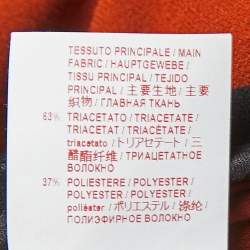 TESSUTO PRINCIPALE / MAIN
FABRIC / HAUPTGEWEBE /
TISSU PRINCIPAL / TEJIDO
PRINCIPAL / 主要生地 / 主要
织物 / ГЛАВНАЯ ТКАНЬ
63% TRIACETATO / TRIACETATE /
TRIACETAT / TRIACÉTATE /
triacetato / トリアセテート / 三
醋酯纤维 / ТРИАЦЕТАТНОЕ
ВОЛОКНО
37% POLIESTERE / POLYESTER /
POLYESTER / POLYESTER /
poliéster / ポリエステル / 涤纶 /
ПОЛИЭФИРНОЕ ВОЛОКНО